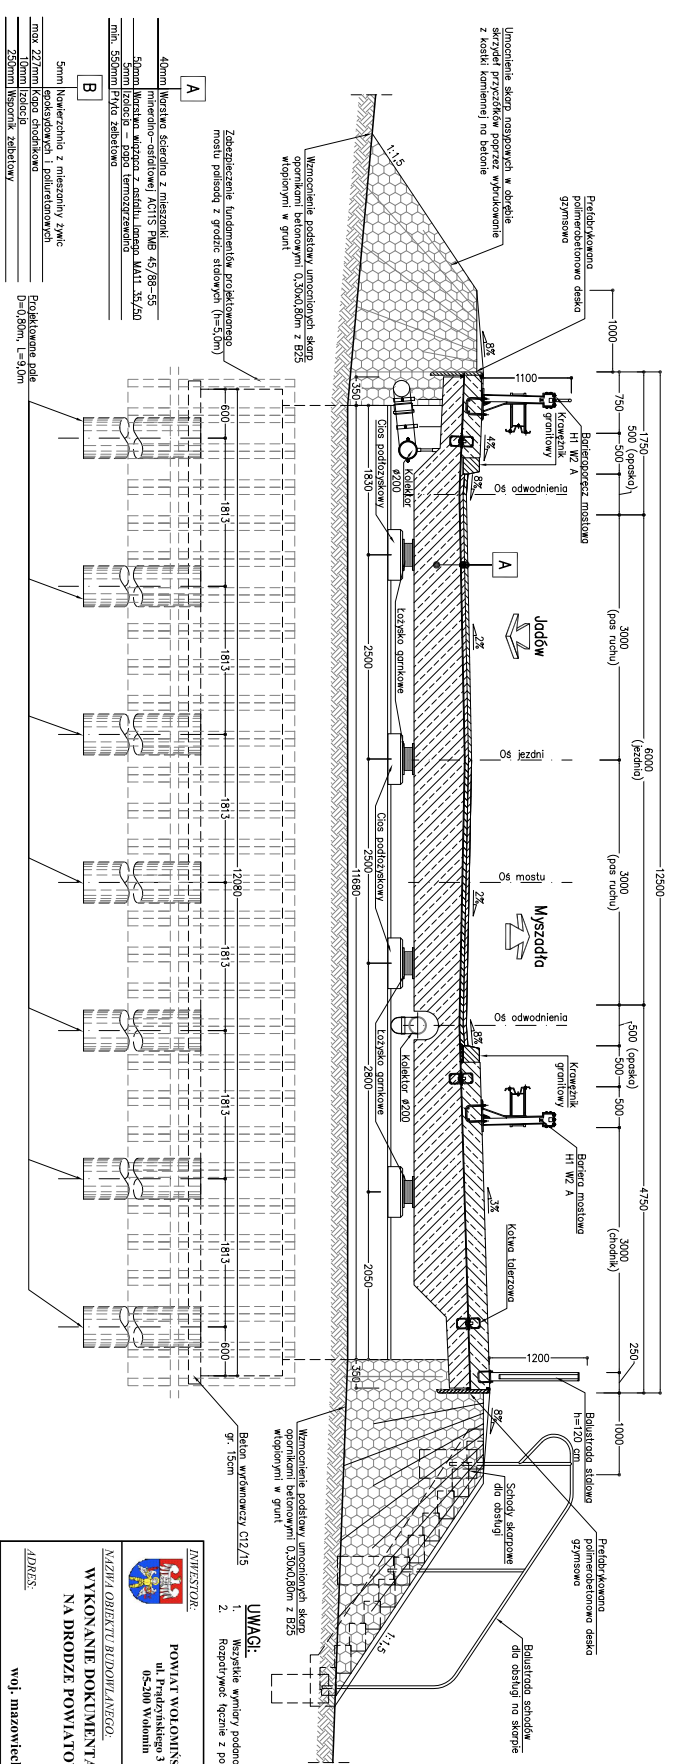 Umocnienie skarp nasypowych w obrębie
skrzydeł przyczółków poprzez wybrukowanie
z kostki kamiennej na betonie
Prefabrykowana
polimerobetonowa deska
gzymsowa
Wzmocnienie podstawy umocnionych skarp
opornikami betonowymi 0,30x0,80m z B25
wtopionymi w grunt
1:1,5
8%
12500
1000
1750
6000
(jezdnia)
4750
1000
750
500
500 (opaska)
3000
(pas ruchu)
3000
(pas ruchu)
500 (opaska)
500
500
3000
(chodnik)
250
1100
Barieroporęcz mostowa
H1 W2 A
Krawężnik
granitowy
4%
8%
Oś odwodnienia
A
Jadów
2%
Oś jezdni
Oś mostu
2%
Myszadła
Oś odwodnienia
8%
Krawężnik
granitowy
Bariera mostowa
H1 W2 A
3%
Kotwa talerzowa
1200
Balustrada stalowa
h=120 cm
8%
Prefabrykowana
polimerobetonowa deska
gzymsowa
Schody skarpowe
dla obsługi
Balustrada schodów
dla obsługi na skarpie
1:1,5
350
Kolektor
ø200
Cios podłożyskowy
Łożyska garnkowe
Cios podłożyskowy
Łożyska garnkowe
Kolektor ø200
1830
2500
2500
2800
2050
11680
350
Wzmocnienie podstawy umocnionych skarp
opornikami betonowymi 0,30x0,80m z B25
wtopionymi w grunt
Zabezpieczenie fundamentów projektowanego
mostu palisadą z grodzic stalowych (h=5,0m)
12080
600
1813
1813
1813
1813
1813
1813
600
Beton wyrównawczy C12/15
gr. 15cm
Projektowane pale
D=0,80m, L=9,0m
A
40mm Warstwa ścieralna z mieszanki
mineralno-asfaltowej AC11S PMB 45/88-55
50mm Warstwa wiążąca z asfaltu lanego MA11 35/50
5mm Izolacja - papa termozgrzewalna
min. 550mm Płyta żelbetowa
B
5mm Nawierzchnia z mieszaniny żywic
epoksydowych i poliuretanowych
max 227mm Kapa chodnikowa
10mm Izolacja
250mm Wspornik żelbetowy
UWAGI:
1. Wszystkie wymiary podano
2. Rozpatrywać łącznie z po
INWESTOR:
POWIAT WOŁOMIŃS
ul. Prądzyńskiego 3
05-200 Wołomin
NAZWA OBIEKTU BUDOWLANEGO:
WYKONANIE DOKUMENTA
NA DRODZE POWIATO
ADRES:
woj. mazowieck